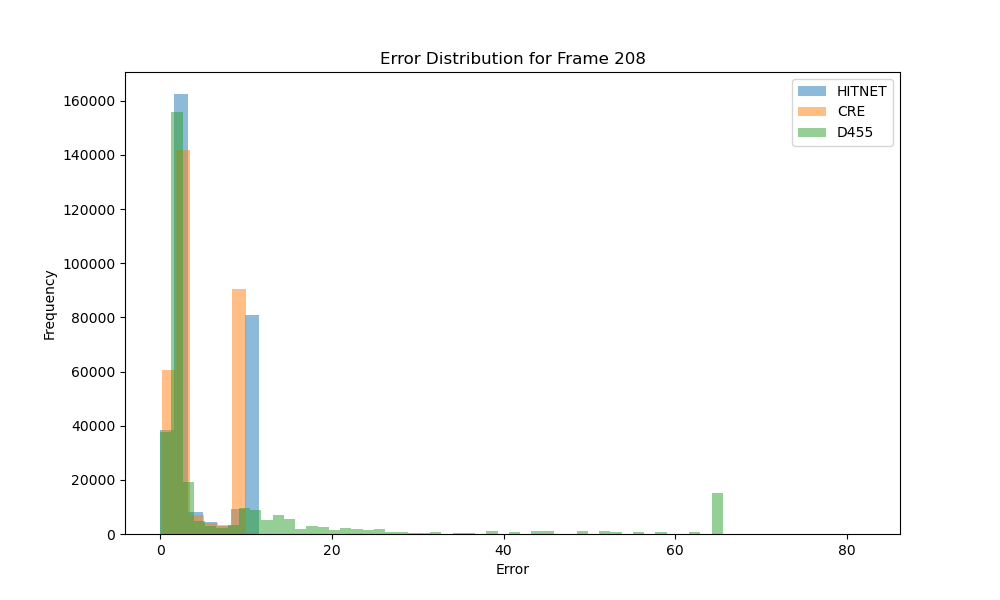 Error Distribution for Frame 208
HITNET
CRE
D455
160000
140000
120000
100000
80000
60000
40000
20000
0
Frequency
0 20 40 60 80
Error